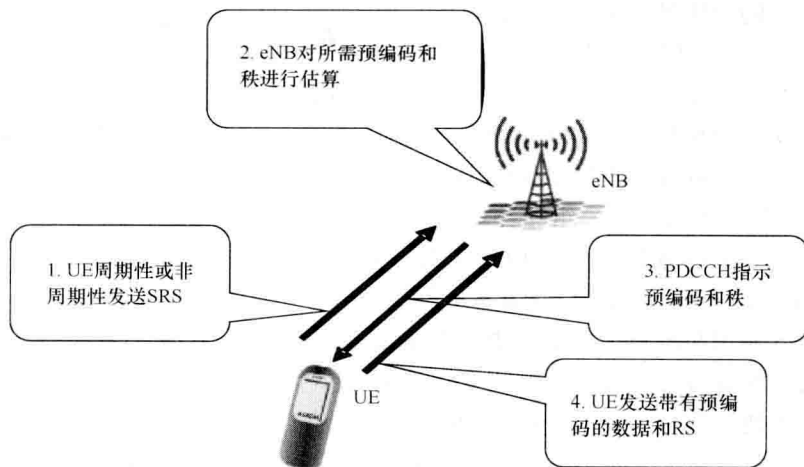 2. eNB对所需预编码和
秩进行估算
eNB
1. UE周期性或非
周期性发送SRS
3. PDCCH指示
预编码和秩
UE
4. UE发送带有预编
码的数据和RS